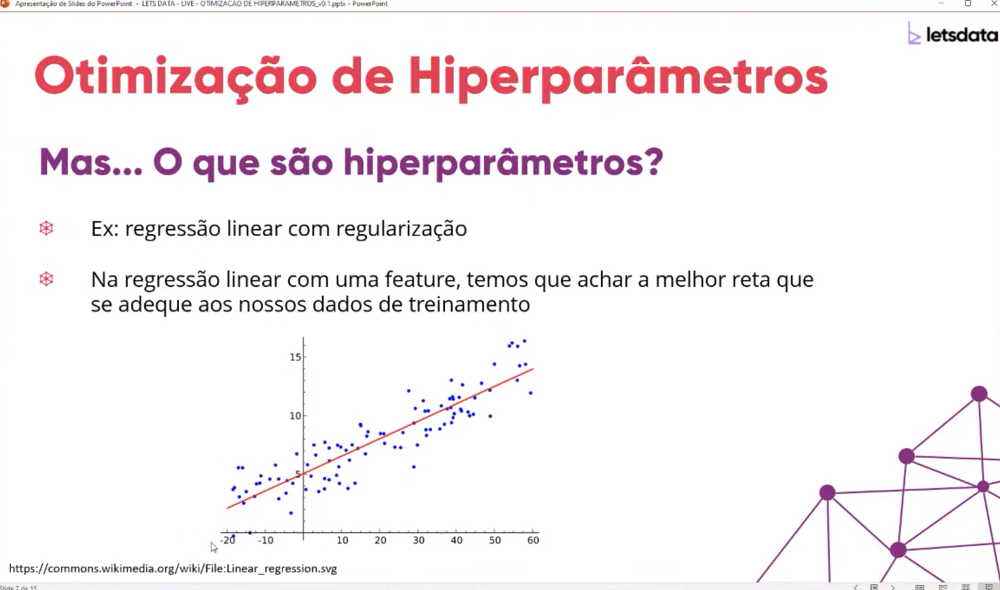 Apresentação de Slides do PowerPoint - LETS DATA - LIVE - OTIMIZACAO DE HIPERPARAMETROS_v0.1.pptx - PowerPoint
letsdata
Otimização de Hiperparâmetros
Mas... O que são hiperparâmetros?
Ex: regressão linear com regularização
Na regressão linear com uma feature, temos que achar a melhor reta que
se adeque aos nossos dados de treinamento
15
10
5
-20 -10 10 20 30 40 50 60
https://commons.wikimedia.org/wiki/File:Linear_regression.svg
Slide 7 de 15